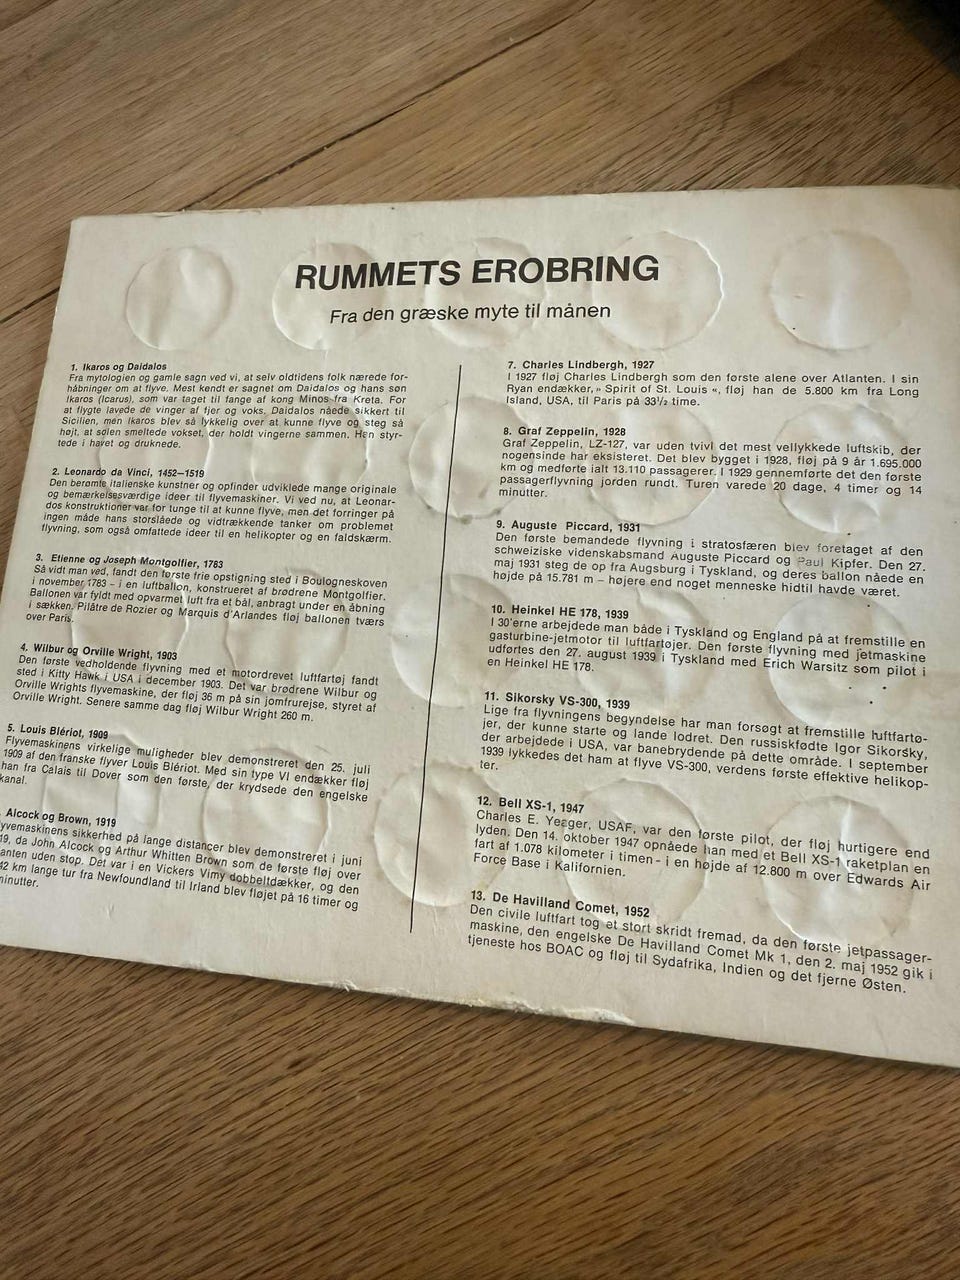 RUMMETS EROBRING
Fra den græske myte til månen
1. Ikaros og Daidalos
Fra mytologien og gamle sagn ved vi, at selv oldtidens folk nærede for-
håbninger om at flyve. Mest kendt er sagnet om Daidalos og hans søn
Ikaros (Icarus), som var taget til fange af kong Minos fra Kreta. For
at flygte lavede de vinger af fjer og voks. Daidalos nåede sikkert til
Sicilien, men Ikaros blev så lykkelig over at kunne flyve og steg så
højt, at solen smeltede vokset, der holdt vingerne sammen. Han styr-
tede i havet og druknede.
2. Leonardo da Vinci, 1452–1519
Den berømte italienske kunstner og opfinder udviklede mange originale
og bemærkelsesværdige ideer til flyvemaskiner. Vi ved nu, at Leonar-
dos konstruktioner var for tunge til at kunne flyve, men det forringer på
ingen måde hans storslåede og vidtrækkende tanker om problemet
flyvning, som også omfattede ideer til en helikopter og en faldskærm.
3. Etienne og Joseph Montgolfier, 1783
Så vidt man ved, fandt den første frie opstigning sted i Boulogneskoven
i november 1783 – i en luftballon, konstrueret af brødrene Montgolfier.
Ballonen var fyldt med opvarmet luft fra et bål, anbragt under en åbning
i sækken. Pilâtre de Rozier og Marquis d'Arlandes fløj ballonen tværs
over Paris.
4. Wilbur og Orville Wright, 1903
Den første vedholdende flyvning med et motordrevet luftfartøj fandt
sted i Kitty Hawk i USA i december 1903. Det var brødrene Wilbur og
Orville Wrights flyvemaskine, der fløj 36 m på sin jomfrurejse, styret af
Orville Wright. Senere samme dag fløj Wilbur Wright 260 m.
5. Louis Blériot, 1909
Flyvemaskinens virkelige muligheder blev demonstreret den 25. juli
1909 af den franske flyver Louis Blériot. Med sin type VI endækker fløj
han fra Calais til Dover som den første, der krydsede den engelske
kanal.
Alcock og Brown, 1919
yvemaskinens sikkerhed på lange distancer blev demonstreret i juni
19, da John Alcock og Arthur Whitten Brown som de første fløj over
anten uden stop. Det var i en Vickers Vimy dobbeltdækker, og den
42 km lange tur fra Newfoundland til Irland blev fløjet på 16 timer og
minutter.
7. Charles Lindbergh, 1927
I 1927 fløj Charles Lindbergh som den første alene over Atlanten. I sin
Ryan endækker, » Spirit of St. Louis «, fløj han de 5.800 km fra Long
Island, USA, til Paris på 33½ time.
8. Graf Zeppelin, 1928
Graf Zeppelin, LZ-127, var uden tvivl det mest vellykkede luftskib, der
nogensinde har eksisteret. Det blev bygget i 1928, fløj på 9 år 1.695.000
km og medførte ialt 13.110 passagerer. I 1929 gennemførte det den første
passagerflyvning jorden rundt. Turen varede 20 dage, 4 timer og 14
minutter.
9. Auguste Piccard, 1931
Den første bemandede flyvning i stratosfæren blev foretaget af den
schweiziske videnskabsmand Auguste Piccard og Paul Kipfer. Den 27.
maj 1931 steg de op fra Augsburg i Tyskland, og deres ballon nåede en
højde på 15.781 m – højere end noget menneske hidtil havde været.
10. Heinkel HE 178, 1939
I 30'erne arbejdede man både i Tyskland og England på at fremstille en
gasturbine-jetmotor til luftfartøjer. Den første flyvning med jetmaskine
udførtes den 27. august 1939 i Tyskland med Erich Warsitz som pilot i
en Heinkel HE 178.
11. Sikorsky VS-300, 1939
Lige fra flyvningens begyndelse har man forsøgt at fremstille luftfartø-
jer, der kunne starte og lande lodret. Den russiskfødte Igor Sikorsky,
der arbejdede i USA, var banebrydende på dette område. I september
1939 lykkedes det ham at flyve VS-300, verdens første effektive helikop-
ter.
12. Bell XS-1, 1947
Charles E. Yeager, USAF, var den første pilot, der fløj hurtigere end
lyden. Den 14. oktober 1947 opnåede han med et Bell XS-1 raketplan en
fart af 1.078 kilometer i timen - i en højde af 12.800 m over Edwards Air
Force Base i Kalifornien.
13. De Havilland Comet, 1952
Den civile luftfart tog et stort skridt fremad, da den første jetpassager-
maskine, den engelske De Havilland Comet Mk 1, den 2. maj 1952 gik i
tjeneste hos BOAC og fløj til Sydafrika, Indien og det fjerne Østen.